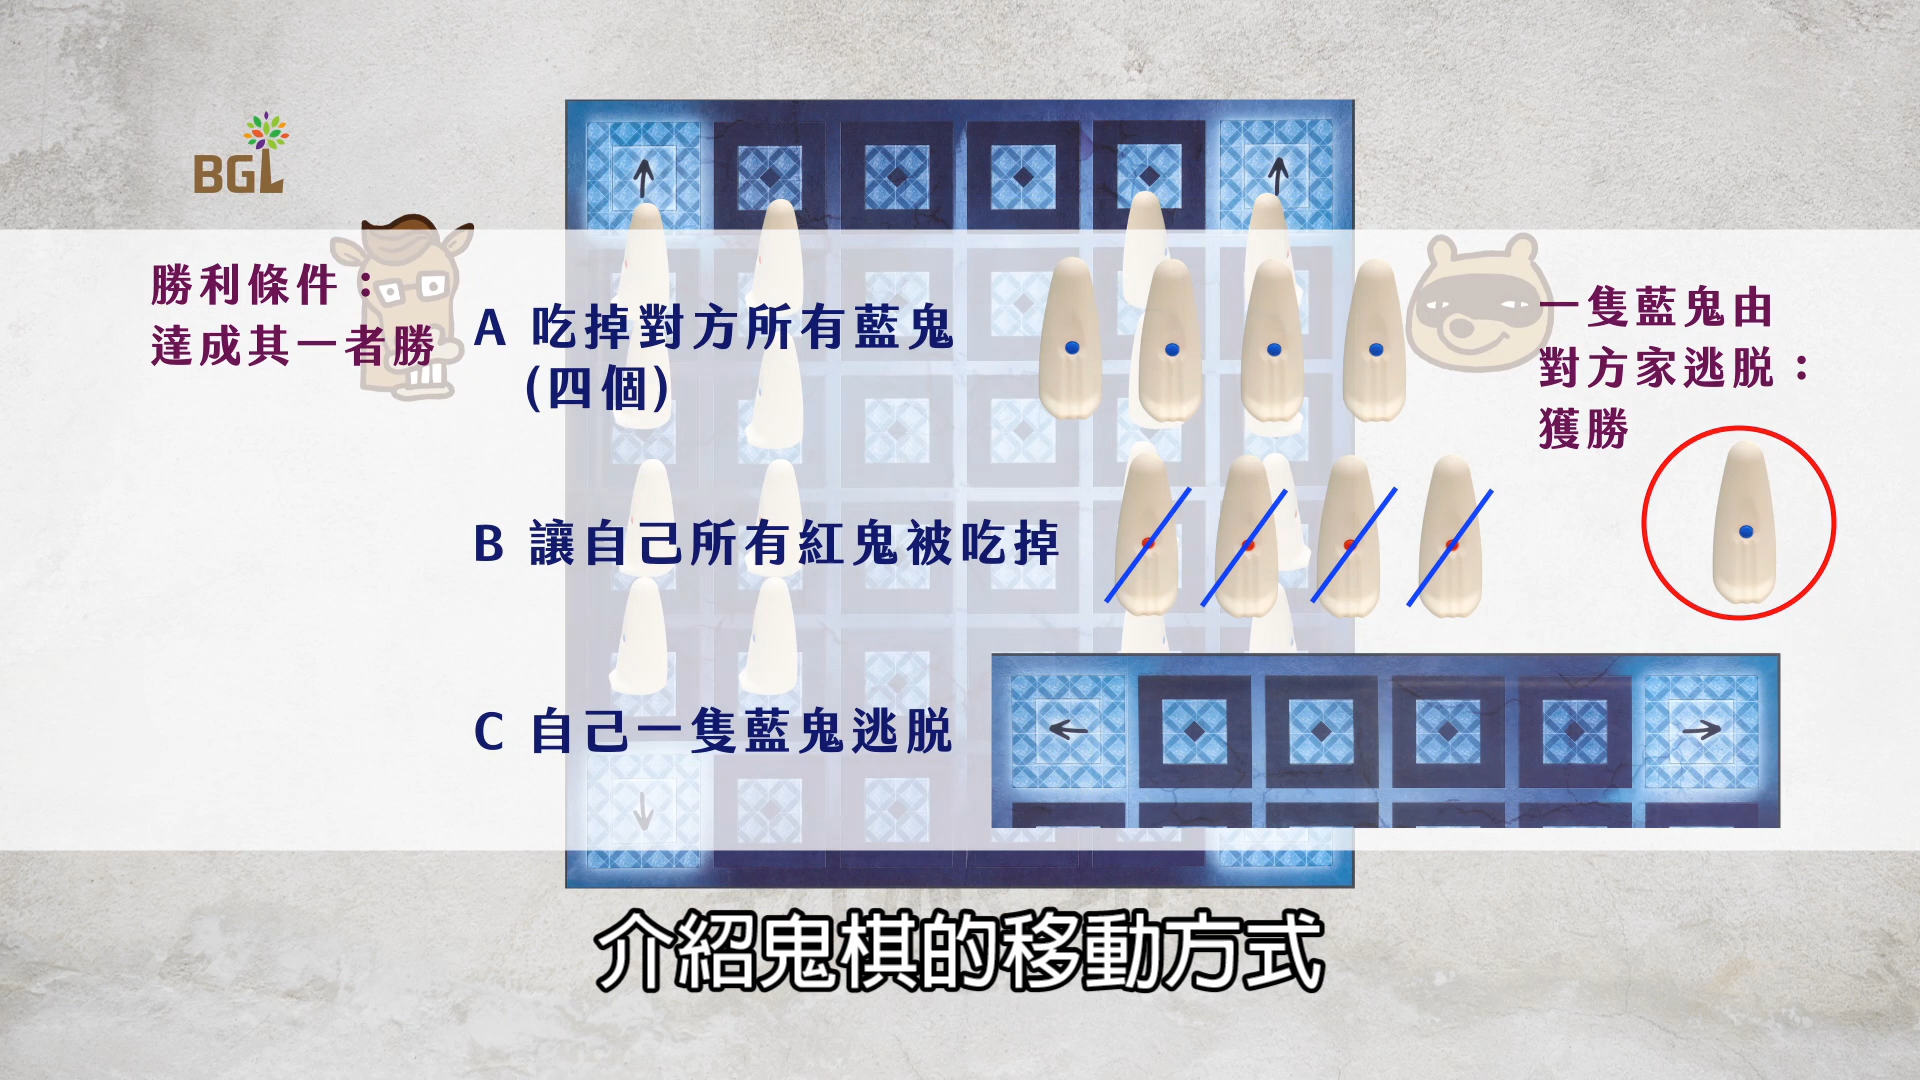 BGL
勝利條件：
達成其一者勝
A 吃掉對方所有藍鬼
(四個)
B 讓自己所有紅鬼被吃掉
C 自己一隻藍鬼逃脫
一隻藍鬼由
對方家逃脫：
獲勝
介紹鬼棋的移動方式